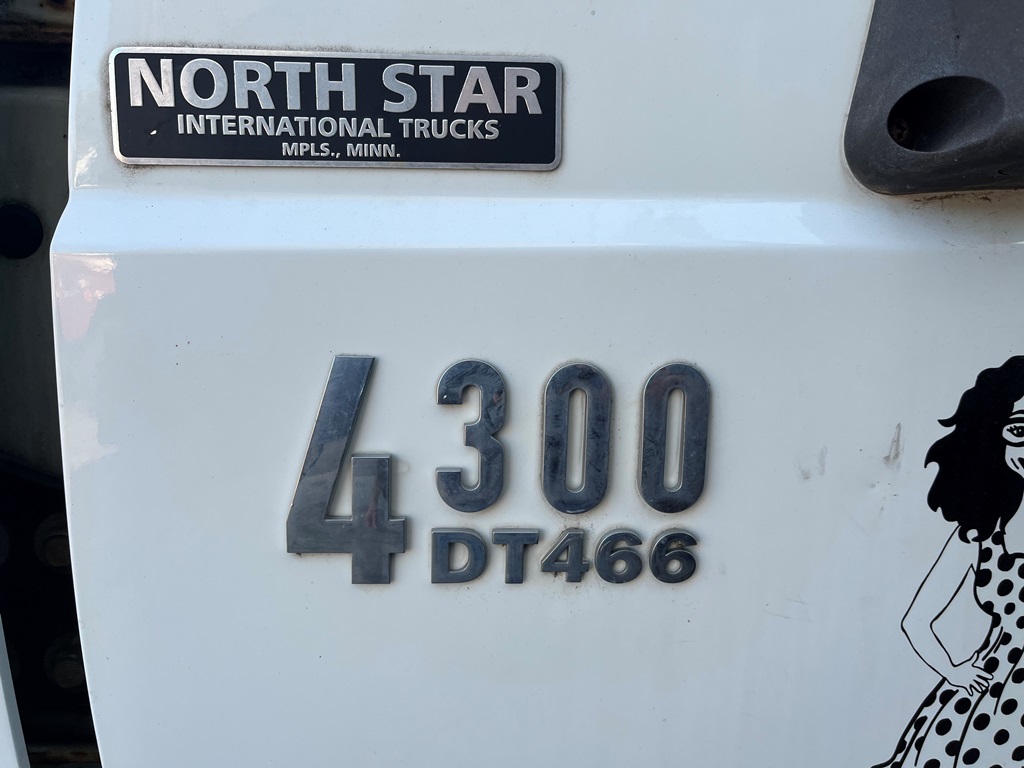 NORTH STAR
INTERNATIONAL TRUCKS
MPLS., MINN.
4300
DT466